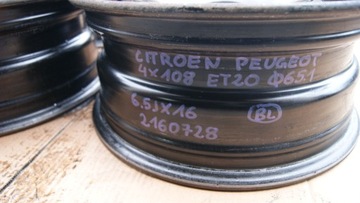 CITROEN PEUGEOT
4x108 ET20 Φ65.1
6.5Jx16
2160728
BL